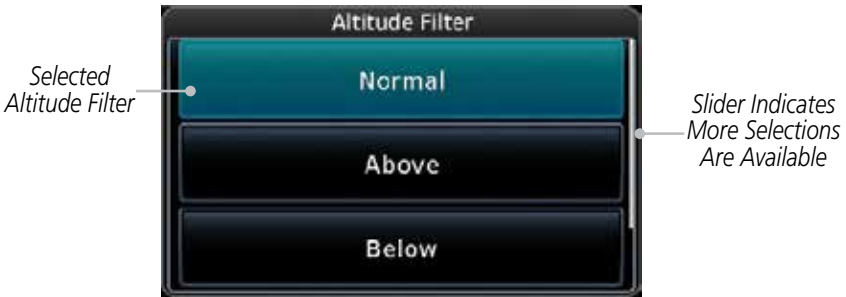 Altitude Filter
Selected
Altitude Filter
Normal
Above
Below
Slider Indicates
More Selections
Are Available